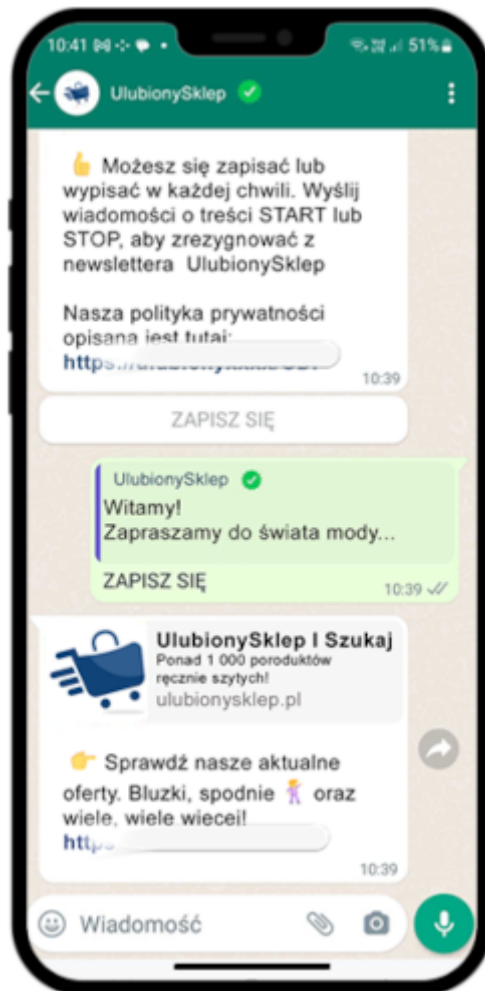 10:41
51%
UlubionySklep
👍 Możesz się zapisać lub
wypisać w każdej chwili. Wyślij
wiadomości o treści START lub
STOP, aby zrezygnować z
newslettera UlubionySklep
Nasza polityka prywatności
opisana jest tutaj:
10:39
ZAPISZ SIĘ
UlubionySklep
Witamy!
Zapraszamy do świata mody...
ZAPISZ SIĘ
10:39
UlubionySklep I Szukaj
Ponad 1 000 poroduktów
ręcznie szytych!
ulubionysklep.pl
👉 Sprawdź nasze aktualne
oferty. Bluzki, spodnie oraz
wiele, wiele wiecei!
10:39
Wiadomość